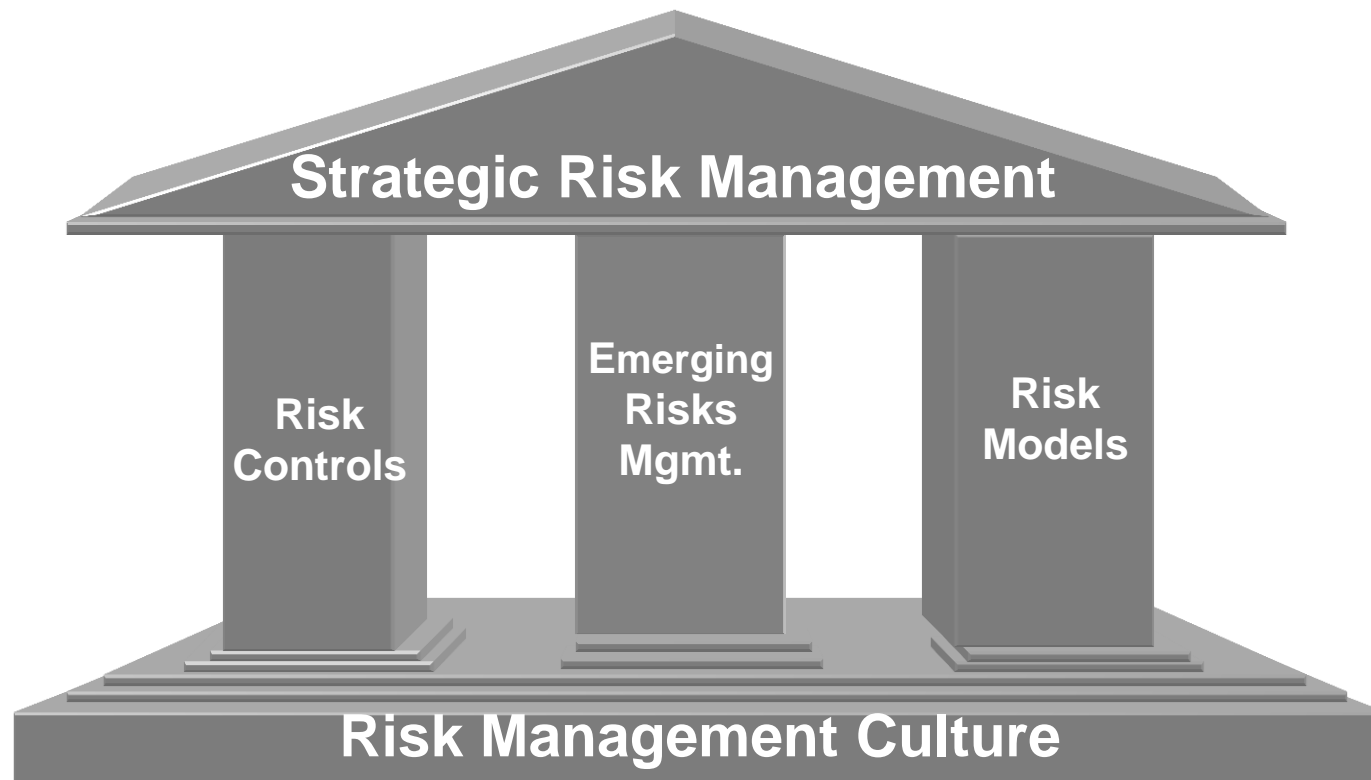 Strategic Risk Management
Risk
Controls
Emerging
Risks
Mgmt.
Risk
Models
Risk Management Culture